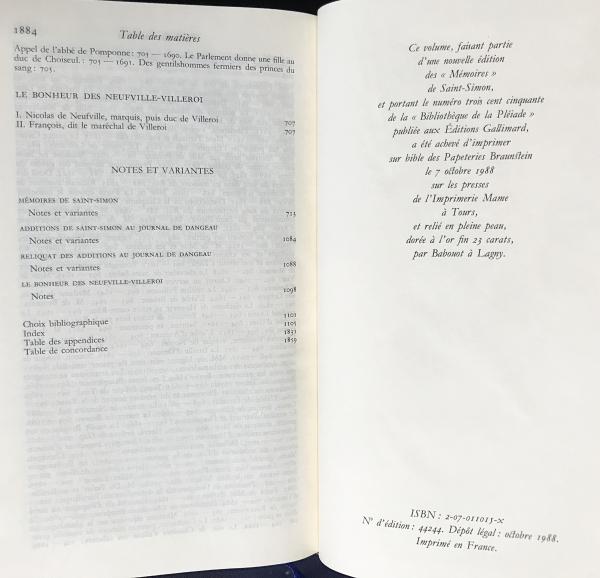 1884
Table des matières
Appel de l'abbé de Pomponne : 705 — 1690. Le Parlement donne une fille au
duc de Choiseul. : 705 — 1691. Des gentilshommes fermiers des princes du
sang : 705.
LE BONHEUR DES NEUFVILLE-VILLEROI
I. Nicolas de Neufville, marquis, puis duc de Villeroi 707
II. François, dit le maréchal de Villeroi 707
NOTES ET VARIANTES
MÉMOIRES DE SAINT-SIMON
Notes et variantes 715
ADDITIONS DE SAINT-SIMON AU JOURNAL DE DANGEAU
Notes et variantes 1084
RELIQUAT DES ADDITIONS AU JOURNAL DE DANGEAU
Notes et variantes 1088
LE BONHEUR DES NEUFVILLE-VILLEROI
Notes 1098
Choix bibliographique 1101
Index 1105
Table des appendices 1831
Table de concordance 1859
Ce volume, faisant partie
d'une nouvelle édition
des « Mémoires »
de Saint-Simon,
et portant le numéro trois cent cinquante
de la « Bibliothèque de la Pléiade »
publiée aux Éditions Gallimard,
a été achevé d'imprimer
sur bible des Papeteries Braunstein
le 7 octobre 1988
sur les presses
de l'Imprimerie Mame
à Tours,
et relié en pleine peau,
dorée à l'or fin 23 carats,
par Babouot à Lagny.
ISBN : 2-07-011015-x
N° d'édition : 44244. Dépôt légal : octobre 1988.
Imprimé en France.